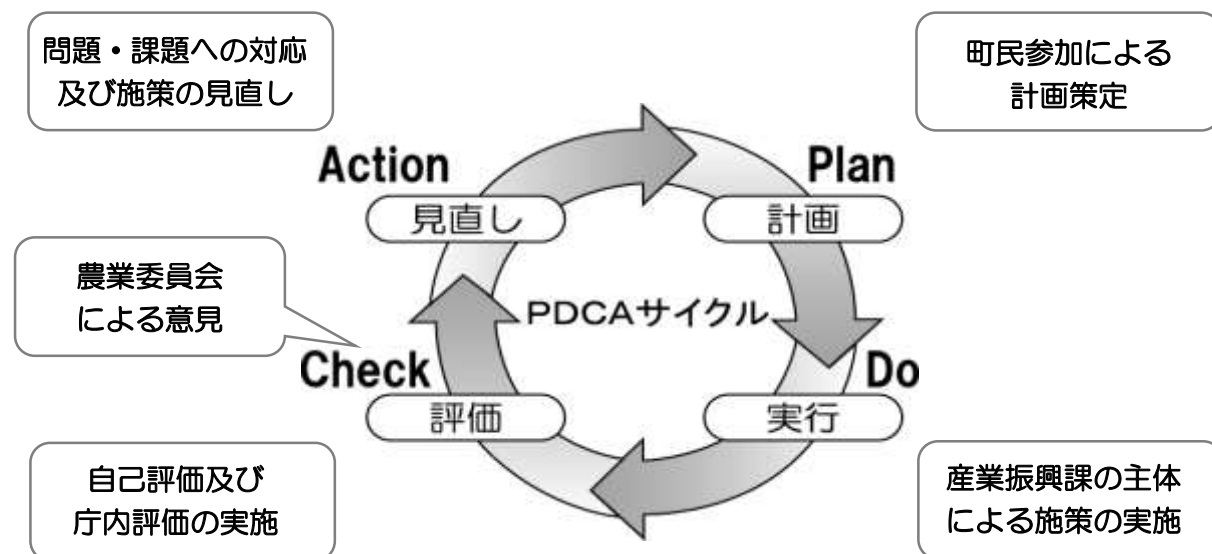 問題・課題への対応
及び施策の見直し
町民参加による
計画策定
Action
見直し
Plan
計画
農業委員会
による意見
PDCAサイクル
Check
評価
Do
実行
自己評価及び
庁内評価の実施
産業振興課の主体
による施策の実施